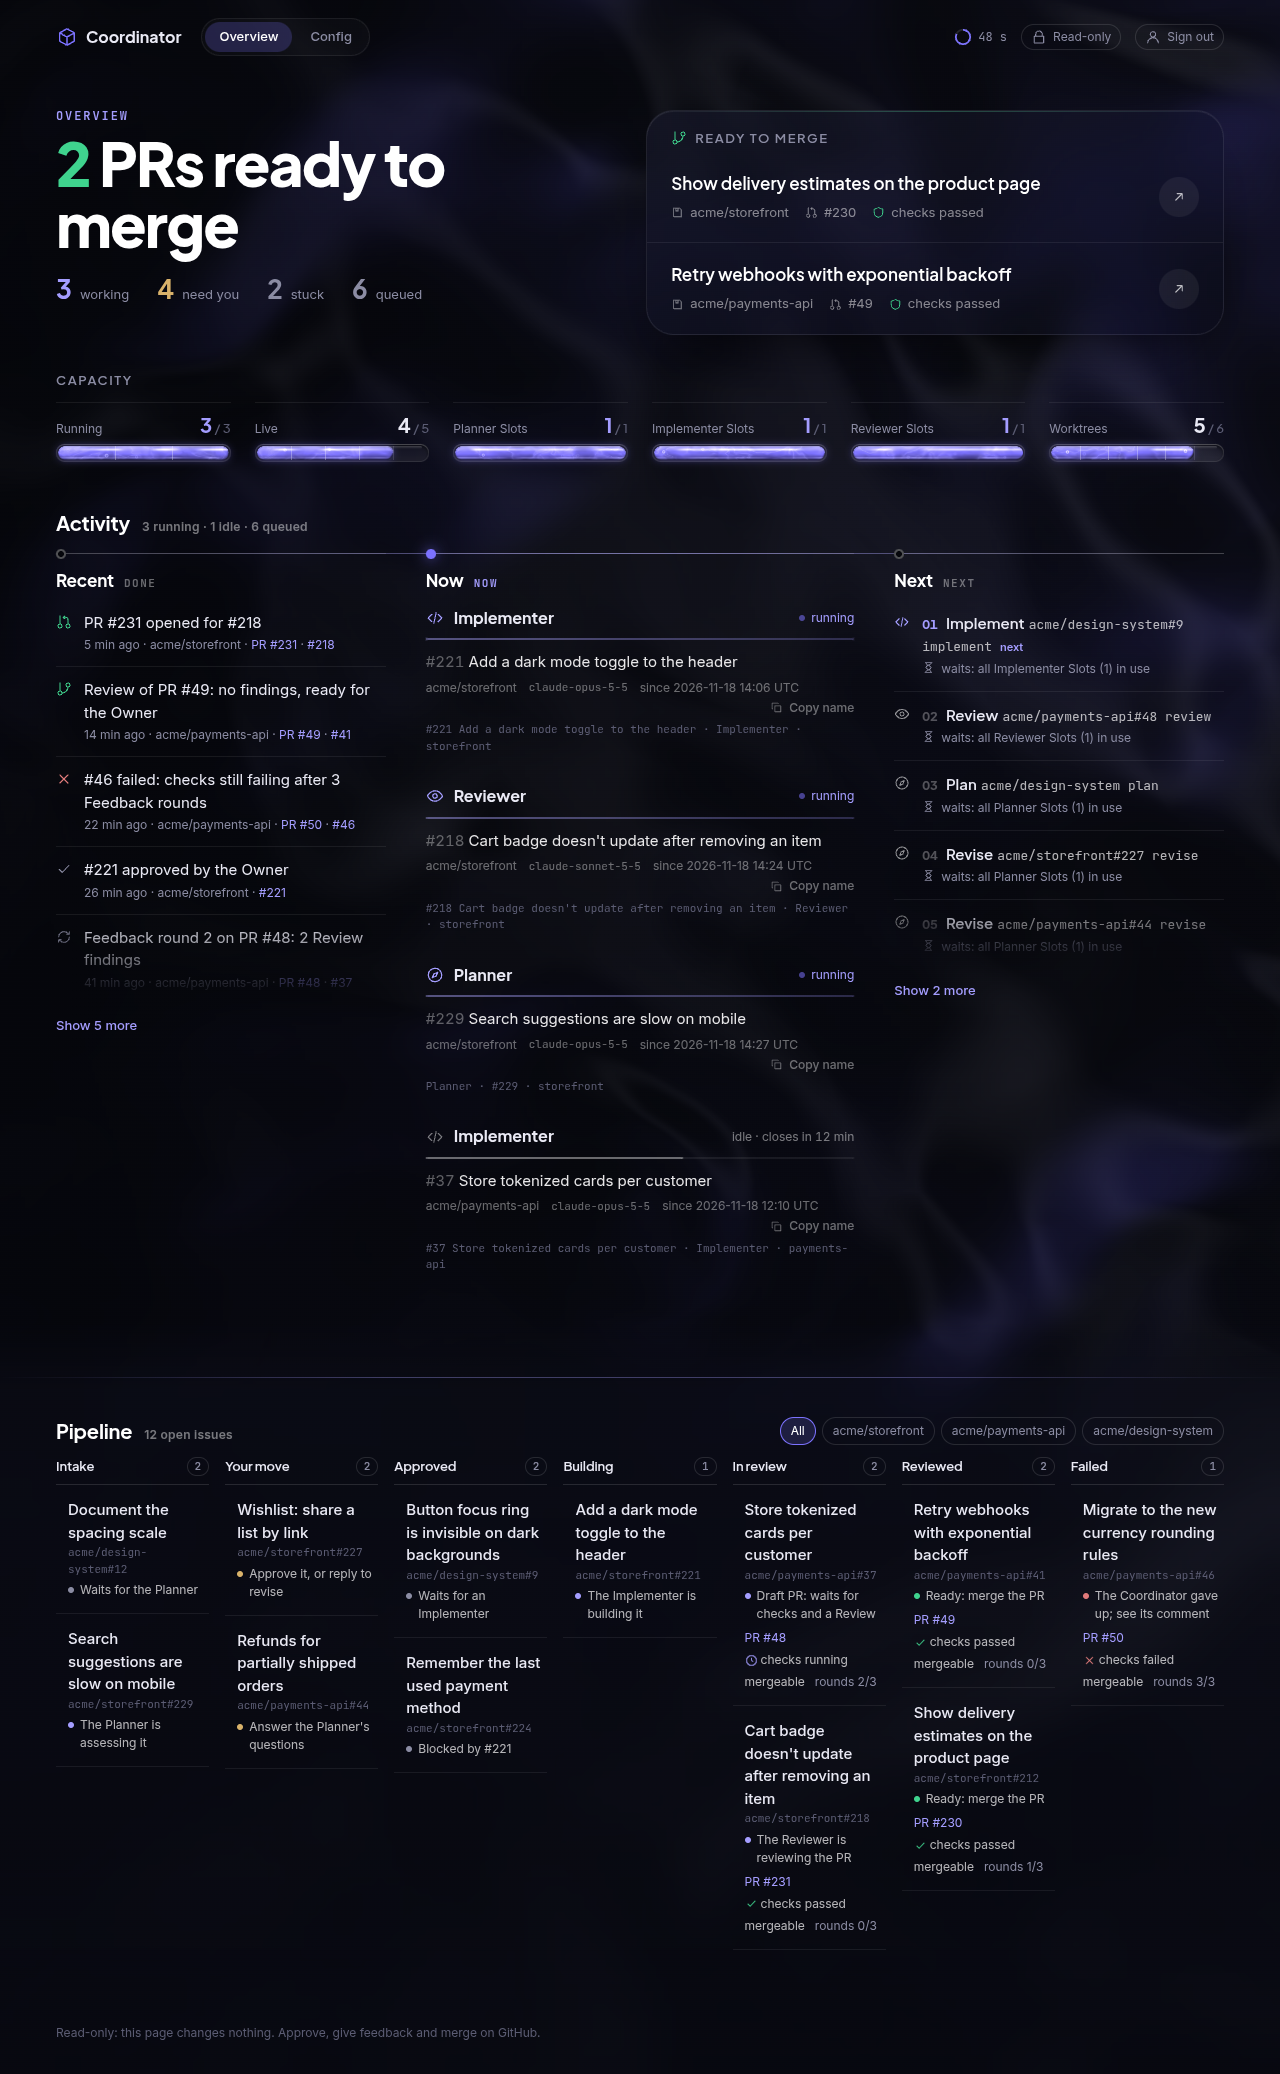 Coordinator
Overview
Config
48 s
Read-only
Sign out
OVERVIEW
2 PRs ready to
merge
3 working
4 need you
2 stuck
6 queued
READY TO MERGE
Show delivery estimates on the product page
acme/storefront #230 checks passed
Retry webhooks with exponential backoff
acme/payments-api #49 checks passed
CAPACITY
Running 3 / 3
Live 4 / 5
Planner Slots 1 / 1
Implementer Slots 1 / 1
Reviewer Slots 1 / 1
Worktrees 5 / 6
Activity 3 running · 1 idle · 6 queued
Recent DONE
PR #231 opened for #218
5 min ago · acme/storefront · PR #231 · #218
Review of PR #49: no findings, ready for
the Owner
14 min ago · acme/payments-api · PR #49 · #41
#46 failed: checks still failing after 3
Feedback rounds
22 min ago · acme/payments-api · PR #50 · #46
#221 approved by the Owner
26 min ago · acme/storefront · #221
Feedback round 2 on PR #48: 2 Review
findings
41 min ago · acme/payments-api · PR #48 · #37
Show 5 more
Now NOW
Implementer
running
#221 Add a dark mode toggle to the header
acme/storefront claude-opus-5-5 since 2026-11-18 14:06 UTC
Copy name
#221 Add a dark mode toggle to the header · Implementer ·
storefront
Reviewer
running
#218 Cart badge doesn't update after removing an item
acme/storefront claude-sonnet-5-5 since 2026-11-18 14:24 UTC
Copy name
#218 Cart badge doesn't update after removing an item · Reviewer
· storefront
Planner
running
#229 Search suggestions are slow on mobile
acme/storefront claude-opus-5-5 since 2026-11-18 14:27 UTC
Copy name
Planner · #229 · storefront
Implementer
idle · closes in 12 min
#37 Store tokenized cards per customer
acme/payments-api claude-opus-5-5 since 2026-11-18 12:10 UTC
Copy name
#37 Store tokenized cards per customer · Implementer · payments-
api
Next NEXT
01 Implement acme/design-system#9
implement next
waits: all Implementer Slots (1) in use
02 Review acme/payments-api#48 review
waits: all Reviewer Slots (1) in use
03 Plan acme/design-system plan
waits: all Planner Slots (1) in use
04 Revise acme/storefront#227 revise
waits: all Planner Slots (1) in use
05 Revise acme/payments-api#44 revise
waits: all Planner Slots (1) in use
Show 2 more
Pipeline 12 open issues
All
acme/storefront
acme/payments-api
acme/design-system
Intake 2
Document the
spacing scale
acme/design-
system#12
Waits for the Planner
Search
suggestions are
slow on mobile
acme/storefront#229
The Planner is
assessing it
Your move 2
Wishlist: share a
list by link
acme/storefront#227
Approve it, or reply to
revise
Refunds for
partially shipped
orders
acme/payments-api#44
Answer the Planner's
questions
Approved 2
Button focus ring
is invisible on dark
backgrounds
acme/design-system#9
Waits for an
Implementer
Remember the last
used payment
method
acme/storefront#224
Blocked by #221
Building 1
Add a dark mode
toggle to the
header
acme/storefront#221
The Implementer is
building it
In review 2
Store tokenized
cards per
customer
acme/payments-api#37
Draft PR: waits for
checks and a Review
PR #48
checks running
mergeable rounds 2/3
Cart badge
doesn't update
after removing an
item
acme/storefront#218
The Reviewer is
reviewing the PR
PR #231
checks passed
mergeable rounds 0/3
Reviewed 2
Retry webhooks
with exponential
backoff
acme/payments-api#41
Ready: merge the PR
PR #49
checks passed
mergeable rounds 0/3
Show delivery
estimates on the
product page
acme/storefront#212
Ready: merge the PR
PR #230
checks passed
mergeable rounds 1/3
Failed 1
Migrate to the new
currency rounding
rules
acme/payments-api#46
The Coordinator gave
up; see its comment
PR #50
checks failed
mergeable rounds 3/3
Read-only: this page changes nothing. Approve, give feedback and merge on GitHub.